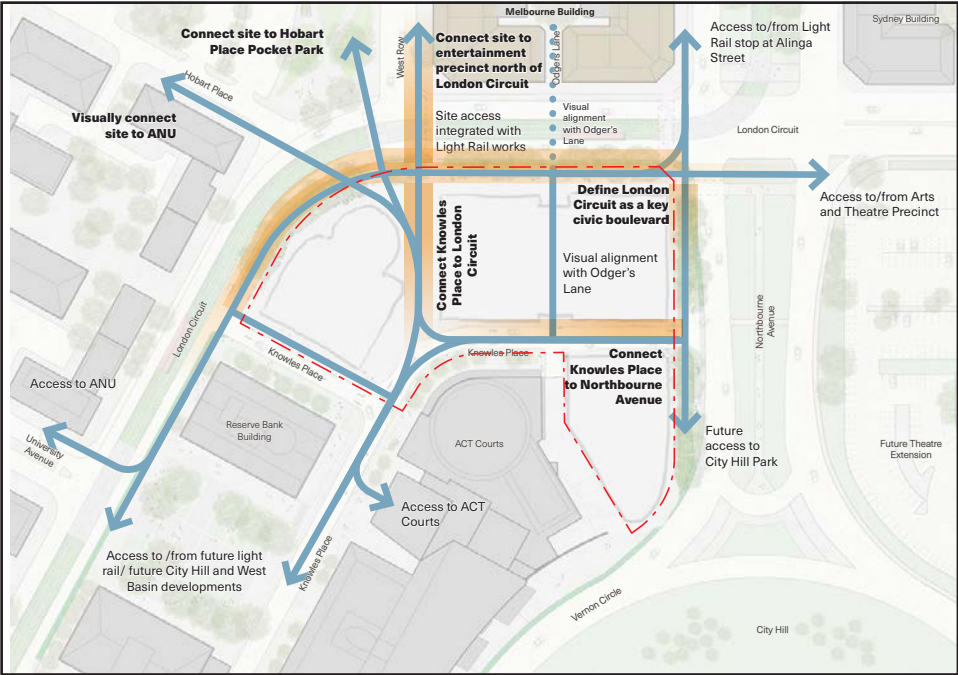 Melbourne Building
Sydney Building
Access to/from Light
Rail stop at Alinga
Street
Connect site to Hobart
Place Pocket Park
West Row
Connect site to
entertainment
precinct north of
London Circuit
Odgers Lane
Hobart Place
Visually connect
site to ANU
Site access
integrated with
Light Rail works
Visual
alignment
with Odger's
Lane
London Circuit
Access to/from Arts
and Theatre Precinct
Define London
Circuit as a key
civic boulevard
Connect Knowles
Place to London
Circuit
Visual alignment
with Odger's
Lane
London Circuit
Northbourne
Avenue
Knowles Place
Knowles Place
Connect
Knowles Place
to Northbourne
Avenue
Access to ANU
Reserve Bank
Building
ACT Courts
University
Avenue
Future
access to
City Hill Park
Future Theatre
Extension
Access to ACT
Courts
Access to /from future light
rail/ future City Hill and West
Basin developments
Knowles Place
Vernon Circle
City Hill